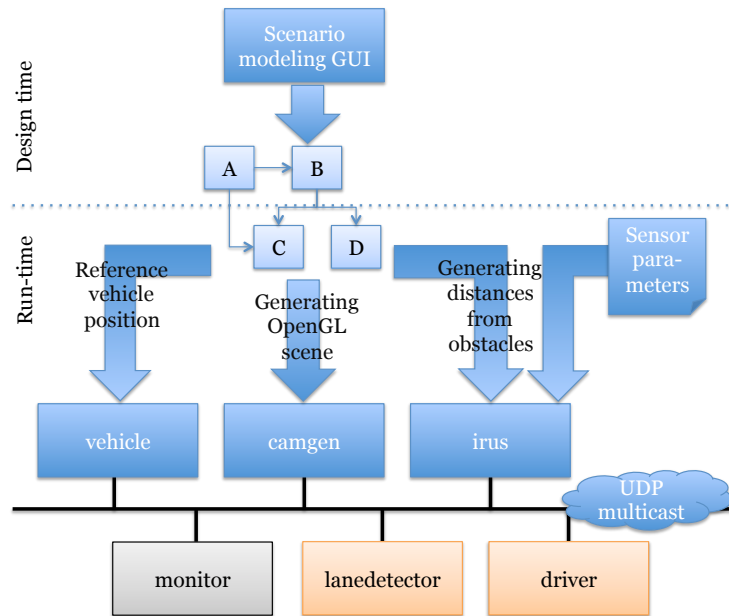 Scenario
modeling GUI
Design time
A
B
C
D
Run-time
Reference
vehicle
position
Generating
OpenGL
scene
Generating
distances
from
obstacles
Sensor
para-
meters
vehicle
camgen
irus
UDP
multicast
monitor
lanedetector
driver